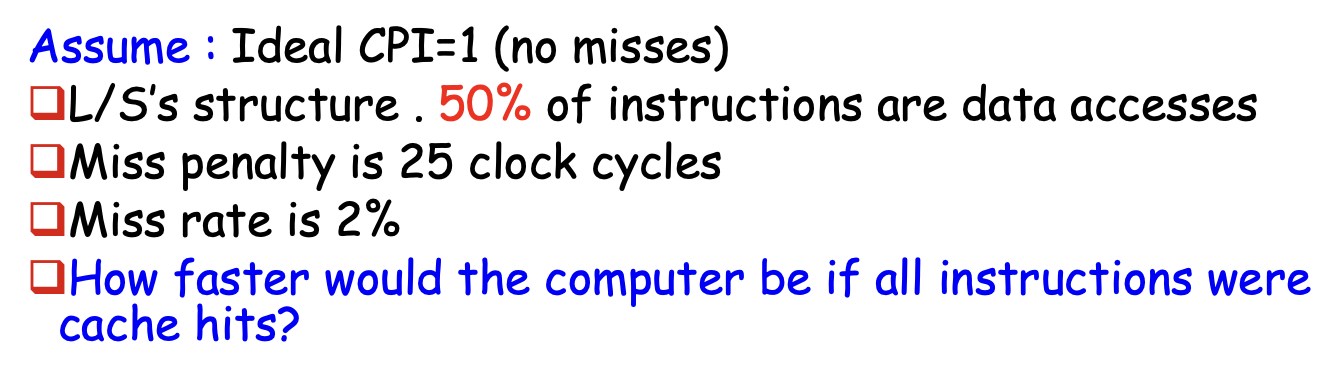 Assume : Ideal CPI=1 (no misses)
❑L/S’s structure . 50% of instructions are data accesses
❑Miss penalty is 25 clock cycles
❑Miss rate is 2%
❑How faster would the computer be if all instructions were
cache hits?